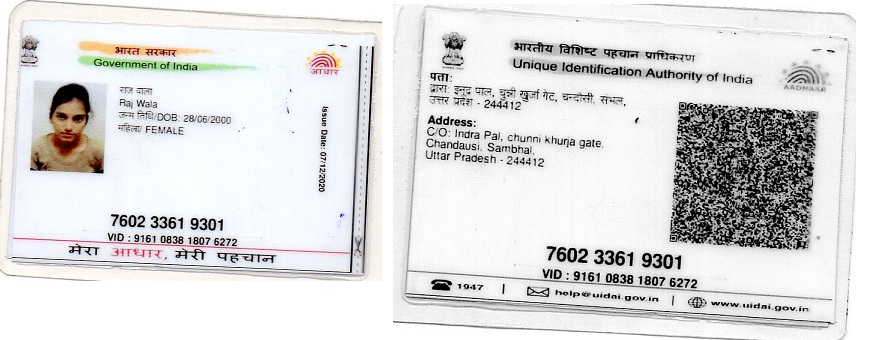 भारत सरकार
Government of India
आधार
राज वाला
Raj Wala
जन्म तिथि/DOB: 28/06/2000
महिला/ FEMALE
Issue Date: 07/12/2020
7602 3361 9301
VID : 9161 0838 1807 6272
मेरा आधार, मेरी पहचान
भारतीय विशिष्ट पहचान प्राधिकरण
Unique Identification Authority of India
AADHAAR
पता:
द्वारा: इन्द्र पाल, चुन्नी खुर्जा गेट, चन्दौसी, संभल,
उत्तर प्रदेश - 244412
Address:
C/O: Indra Pal, chunni khurja gate,
Chandausi, Sambhal,
Uttar Pradesh - 244412
7602 3361 9301
VID : 9161 0838 1807 6272
1947
help@uidai.gov.in
www.uidai.gov.in